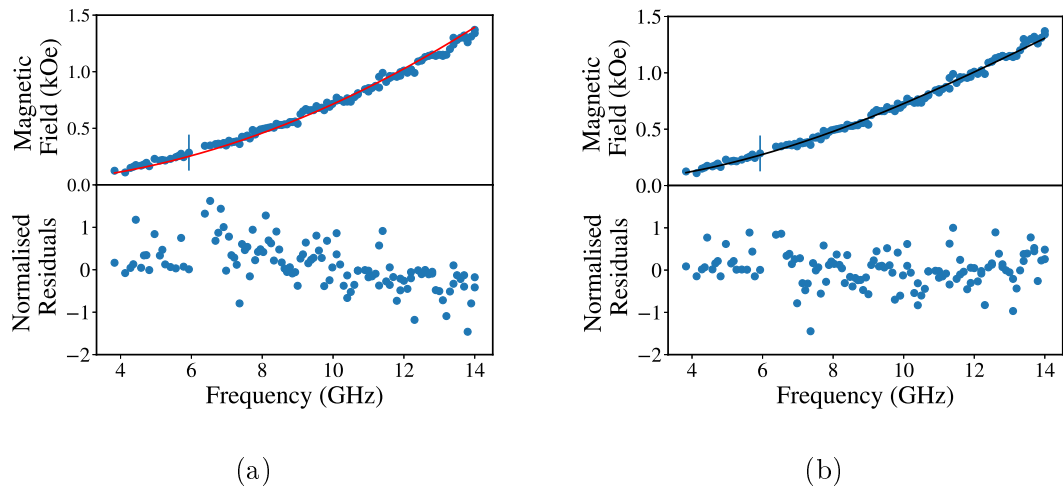 1.5
1.0
0.5
0.0
Magnetic
Field (kOe)
1
0
−1
−2
Normalised
Residuals
4 6 8 10 12 14
Frequency (GHz)
(a)
1.5
1.0
0.5
0.0
Magnetic
Field (kOe)
1
0
−1
−2
Normalised
Residuals
4 6 8 10 12 14
Frequency (GHz)
(b)